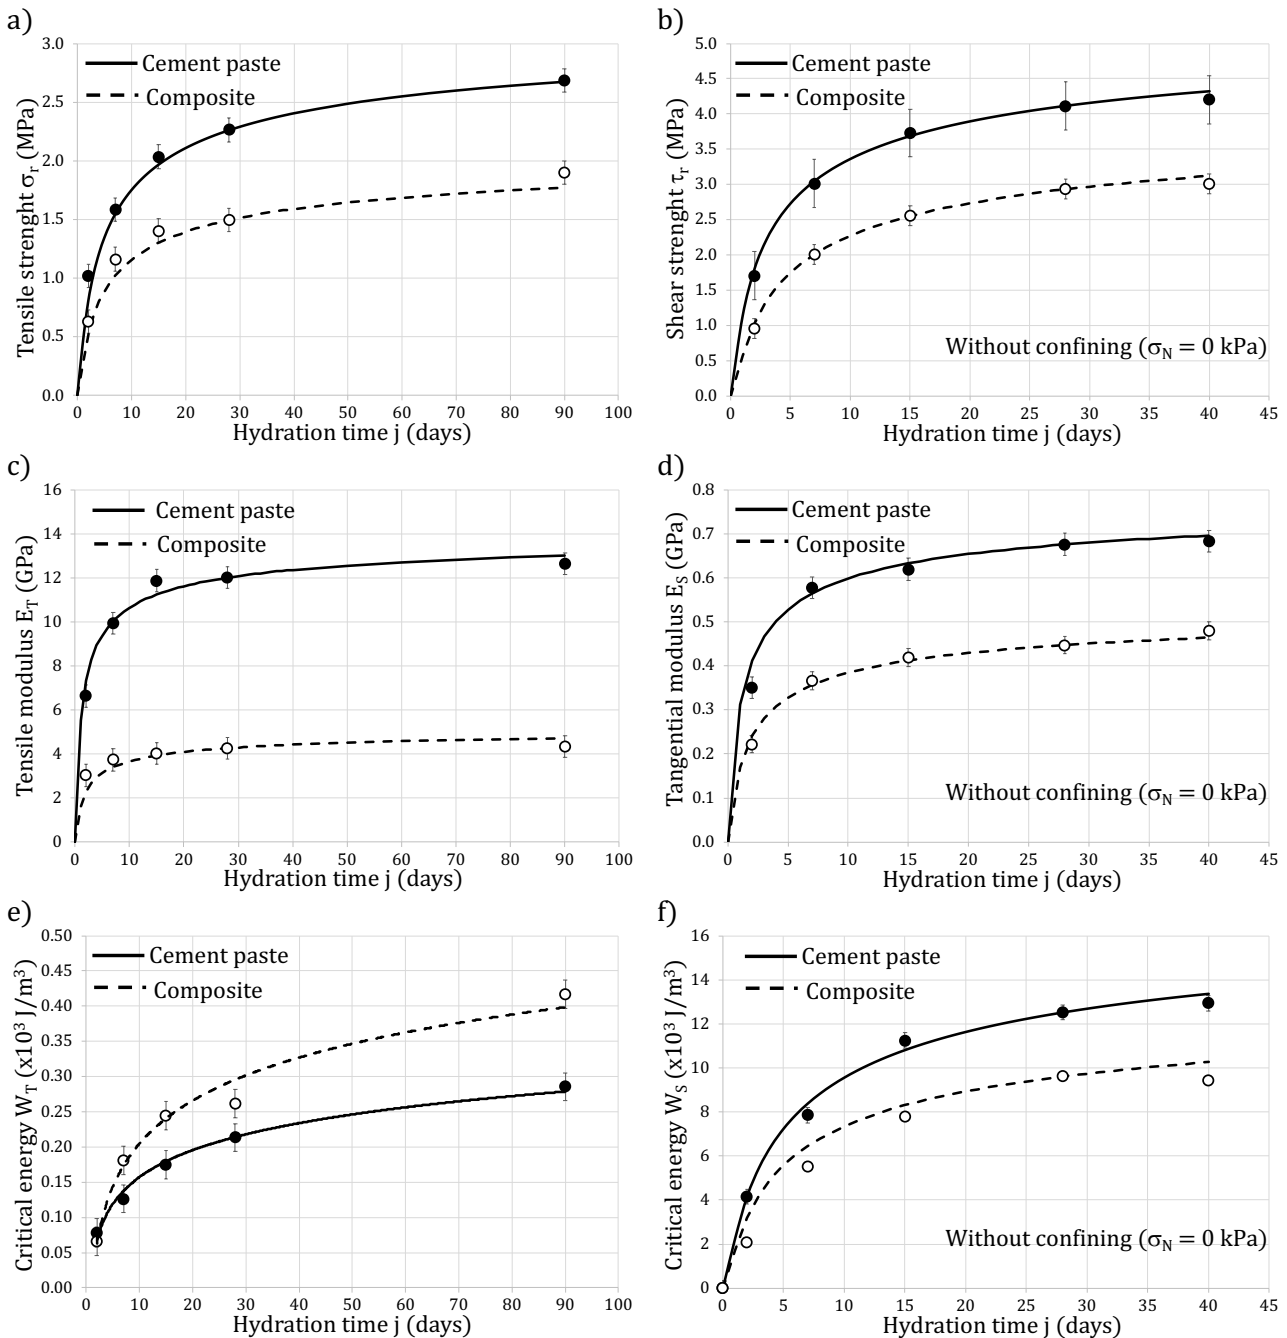 a)
Tensile strenght σr (MPa)
3.0
2.5
2.0
1.5
1.0
0.5
0.0
Cement paste
Composite
0 10 20 30 40 50 60 70 80 90 100
Hydration time j (days)
b)
Shear strenght τr (MPa)
5.0
4.5
4.0
3.5
3.0
2.5
2.0
1.5
1.0
0.5
0.0
Cement paste
Composite
Without confining (σN = 0 kPa)
0 5 10 15 20 25 30 35 40 45
Hydration time j (days)
c)
Tensile modulus ET (GPa)
16
14
12
10
8
6
4
2
0
Cement paste
Composite
0 10 20 30 40 50 60 70 80 90 100
Hydration time j (days)
d)
Tangential modulus ES (GPa)
0.8
0.7
0.6
0.5
0.4
0.3
0.2
0.1
0.0
Cement paste
Composite
Without confining (σN = 0 kPa)
0 5 10 15 20 25 30 35 40 45
Hydration time j (days)
e)
Critical energy WT (x10³ J/m³)
0.50
0.45
0.40
0.35
0.30
0.25
0.20
0.15
0.10
0.05
0.00
Cement paste
Composite
0 10 20 30 40 50 60 70 80 90 100
Hydration time j (days)
f)
Critical energy WS (x10³ J/m³)
16
14
12
10
8
6
4
2
0
Cement paste
Composite
Without confining (σN = 0 kPa)
0 5 10 15 20 25 30 35 40 45
Hydration time j (days)